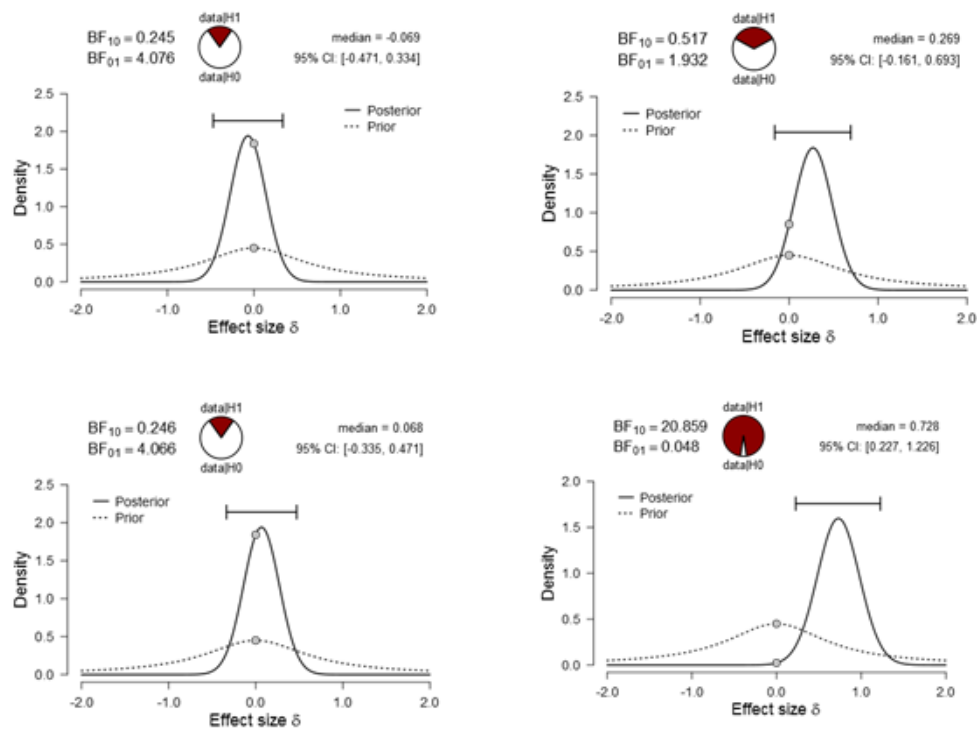 data|H1
BF10 = 0.245
BF01 = 4.076
median = -0.069
95% CI: [-0.471, 0.334]
data|H0
2.5
2.0
1.5
1.0
0.5
0.0
Density
Posterior
Prior
-2.0 -1.0 0.0 1.0 2.0
Effect size δ
data|H1
BF10 = 0.517
BF01 = 1.932
median = 0.269
95% CI: [-0.161, 0.693]
data|H0
2.5
2.0
1.5
1.0
0.5
0.0
Density
Posterior
Prior
-2.0 -1.0 0.0 1.0 2.0
Effect size δ
data|H1
BF10 = 0.246
BF01 = 4.066
median = 0.068
95% CI: [-0.335, 0.471]
data|H0
2.5
2.0
1.5
1.0
0.5
0.0
Density
Posterior
Prior
-2.0 -1.0 0.0 1.0 2.0
Effect size δ
data|H1
BF10 = 20.859
BF01 = 0.048
median = 0.728
95% CI: [0.227, 1.226]
data|H0
2.0
1.5
1.0
0.5
0.0
Density
Posterior
Prior
-2.0 -1.0 0.0 1.0 2.0
Effect size δ